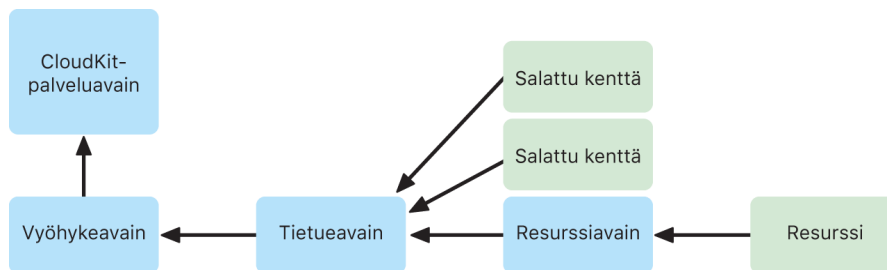 CloudKit-
palveluavain
Salattu kenttä
Salattu kenttä
Vyöhykeavain
Tietueavain
Resurssiavain
Resurssi